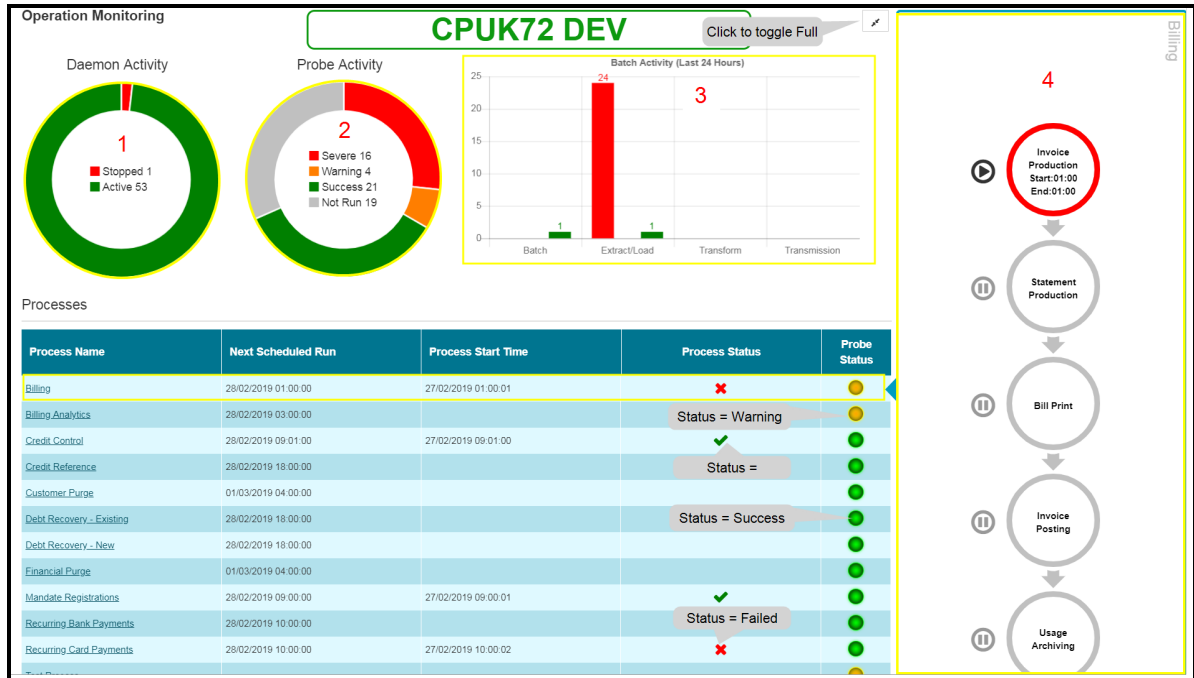 Operation Monitoring
CPUK72 DEV
Click to toggle Full
Daemon Activity
1
Stopped 1
Active 53
Probe Activity
2
Severe 16
Warning 4
Success 21
Not Run 19
Batch Activity (Last 24 Hours)
3
25
20
15
10
5
0
24
1
1
Batch Extract/Load Transform Transmission
Processes
Process Name Next Scheduled Run Process Start Time Process Status Probe Status
Billing 28/02/2019 01:00:00 27/02/2019 01:00:01
Billing Analytics 28/02/2019 03:00:00
Status = Warning
Credit Control 28/02/2019 09:01:00 27/02/2019 09:01:00
Credit Reference 28/02/2019 18:00:00
Status =
Customer Purge 01/03/2019 04:00:00
Debt Recovery - Existing 28/02/2019 18:00:00
Status = Success
Debt Recovery - New 28/02/2019 18:00:00
Financial Purge 01/03/2019 04:00:00
Mandate Registrations 28/02/2019 09:00:00 27/02/2019 09:00:01
Recurring Bank Payments 28/02/2019 10:00:00
Status = Failed
Recurring Card Payments 28/02/2019 10:00:00 27/02/2019 10:00:02
Billing
4
Invoice
Production
Start:01:00
End:01:00
Statement
Production
Bill Print
Invoice
Posting
Usage
Archiving